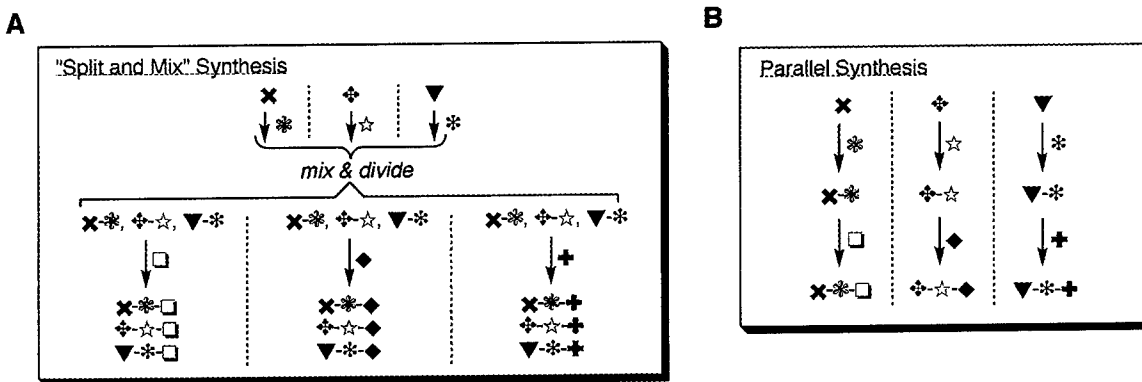 A
"Split and Mix" Synthesis
mix & divide
B
Parallel Synthesis